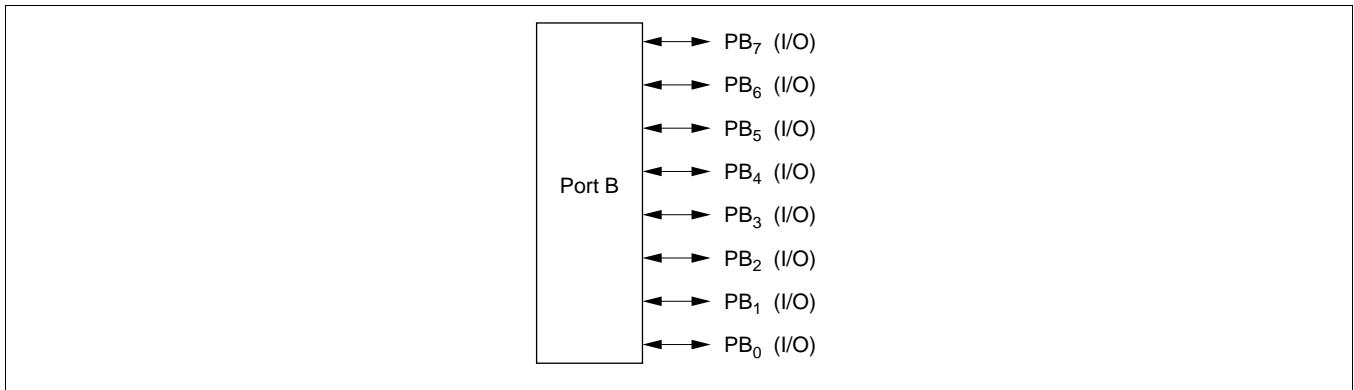 PB7 (I/O)
PB6 (I/O)
PB5 (I/O)
PB4 (I/O)
Port B
PB3 (I/O)
PB2 (I/O)
PB1 (I/O)
PB0 (I/O)